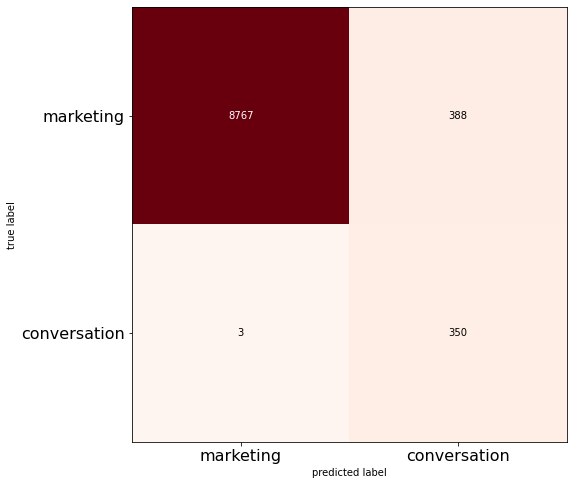 true label
marketing
8767
388
conversation
3
350
marketing
conversation
predicted label